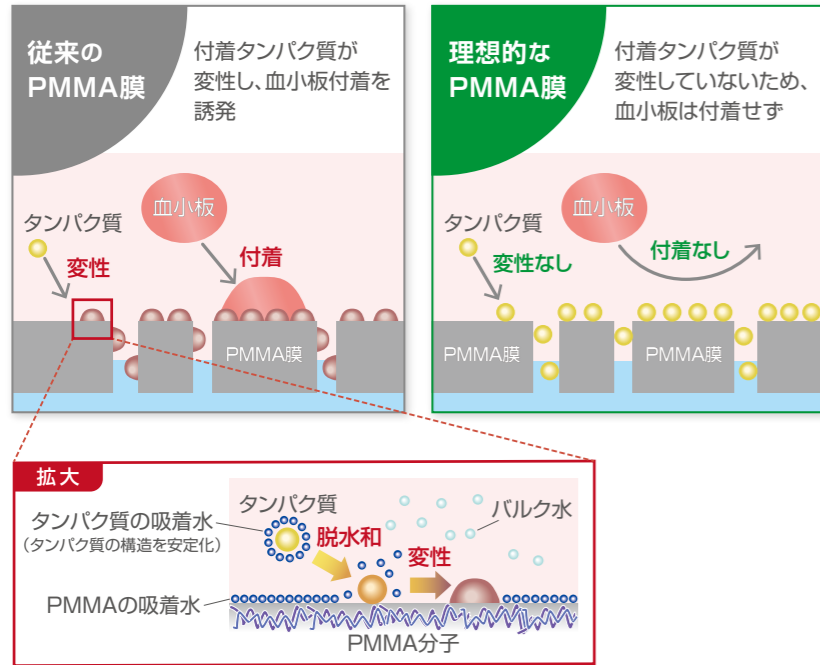 従来の
PMMA膜
付着タンパク質が
変性し、血小板付着を
誘発
血小板
タンパク質
変性
付着
PMMA膜
理想的な
PMMA膜
付着タンパク質が
変性していないため、
血小板は付着せず
血小板
タンパク質
変性なし
付着なし
PMMA膜
PMMA膜
拡大
タンパク質
バルク水
タンパク質の吸着水
（タンパク質の構造を安定化）
脱水和
変性
PMMAの吸着水
PMMA分子